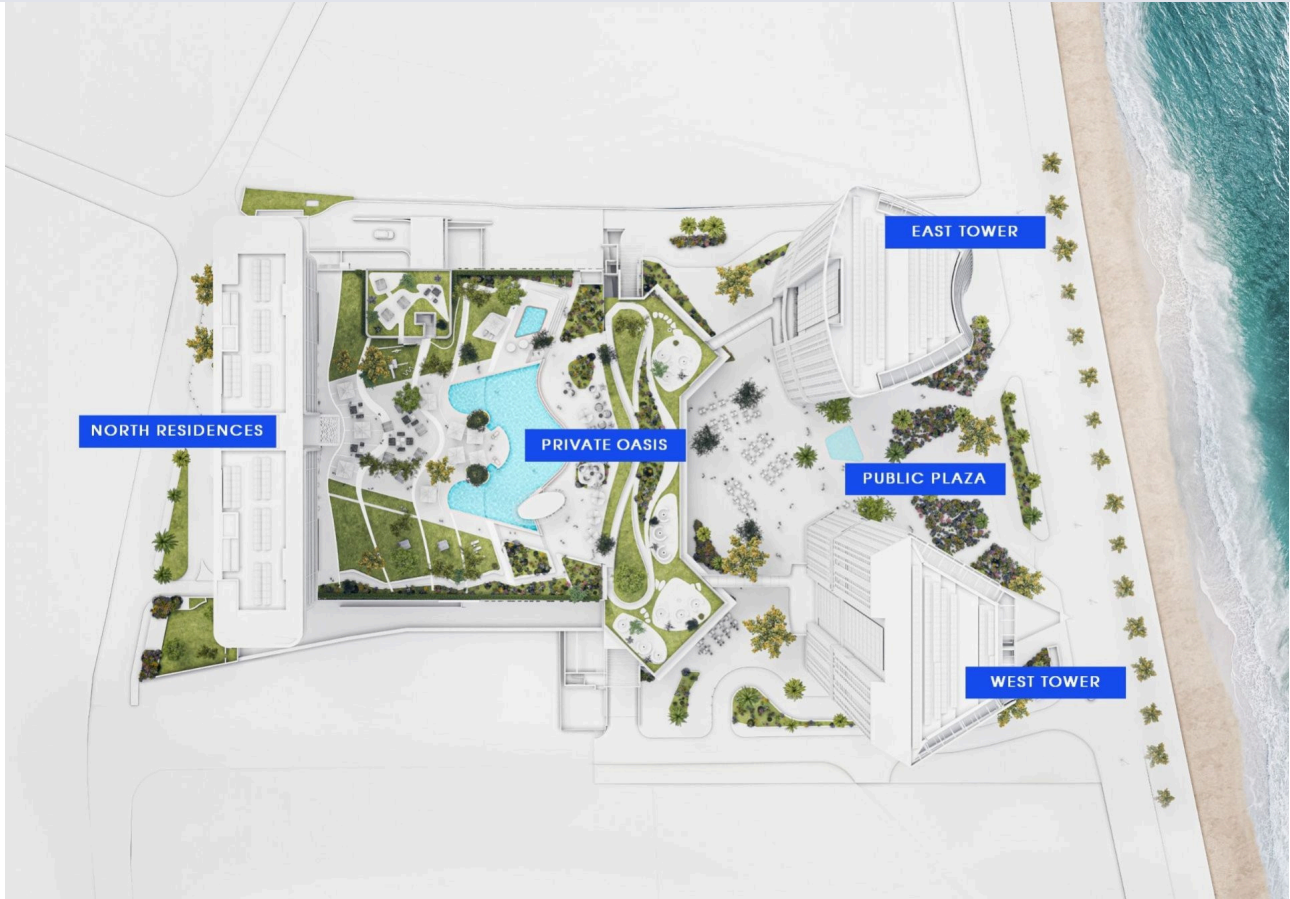 EAST TOWER
NORTH RESIDENCES
PRIVATE OASIS
PUBLIC PLAZA
WEST TOWER